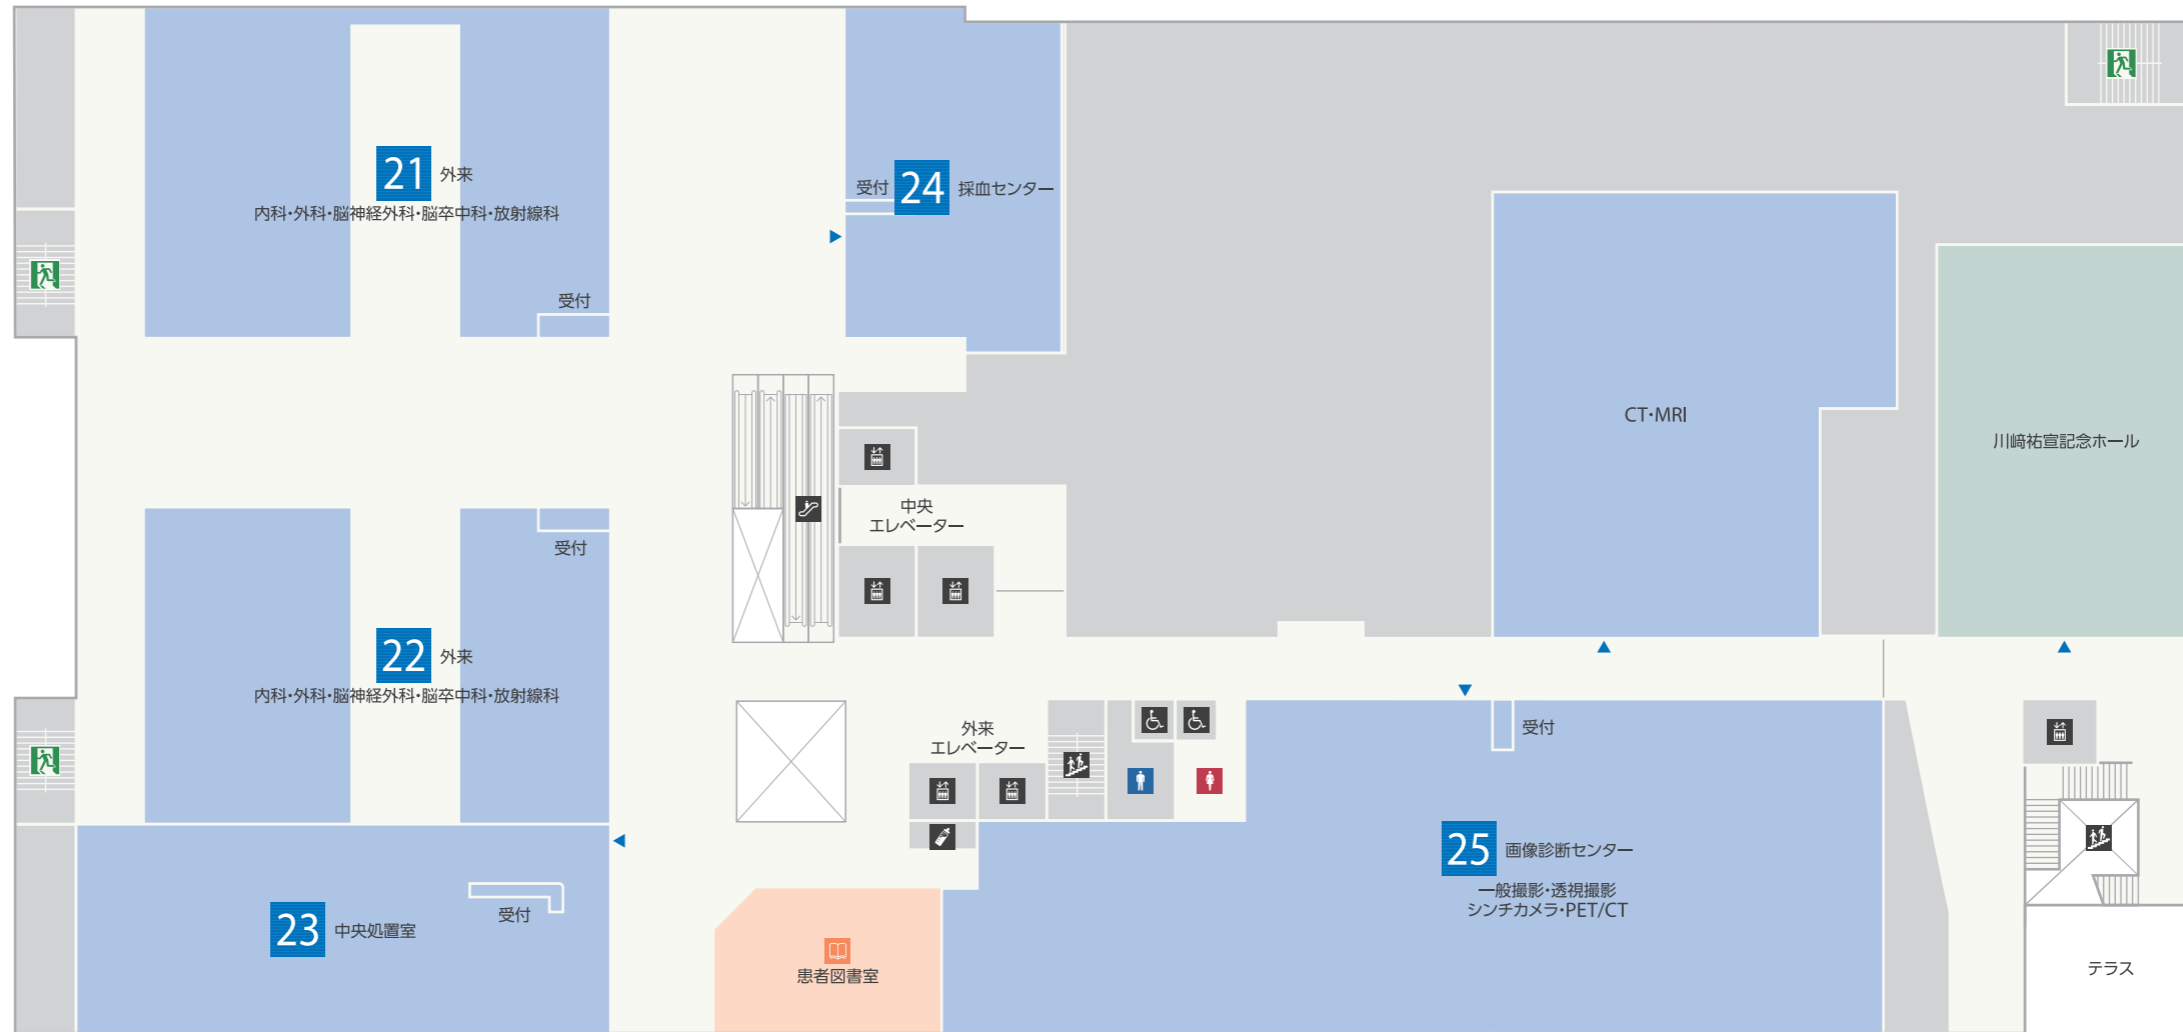 21 外来
内科・外科・脳神経外科・脳卒中科・放射線科
受付
受付 24 採血センター
CT・MRI
川﨑祐宣記念ホール
中央
エレベーター
受付
22 外来
内科・外科・脳神経外科・脳卒中科・放射線科
外来
エレベーター
受付
25 画像診断センター
一般撮影・透視撮影
シンチカメラ・PET/CT
23 中央処置室
受付
患者図書室
テラス